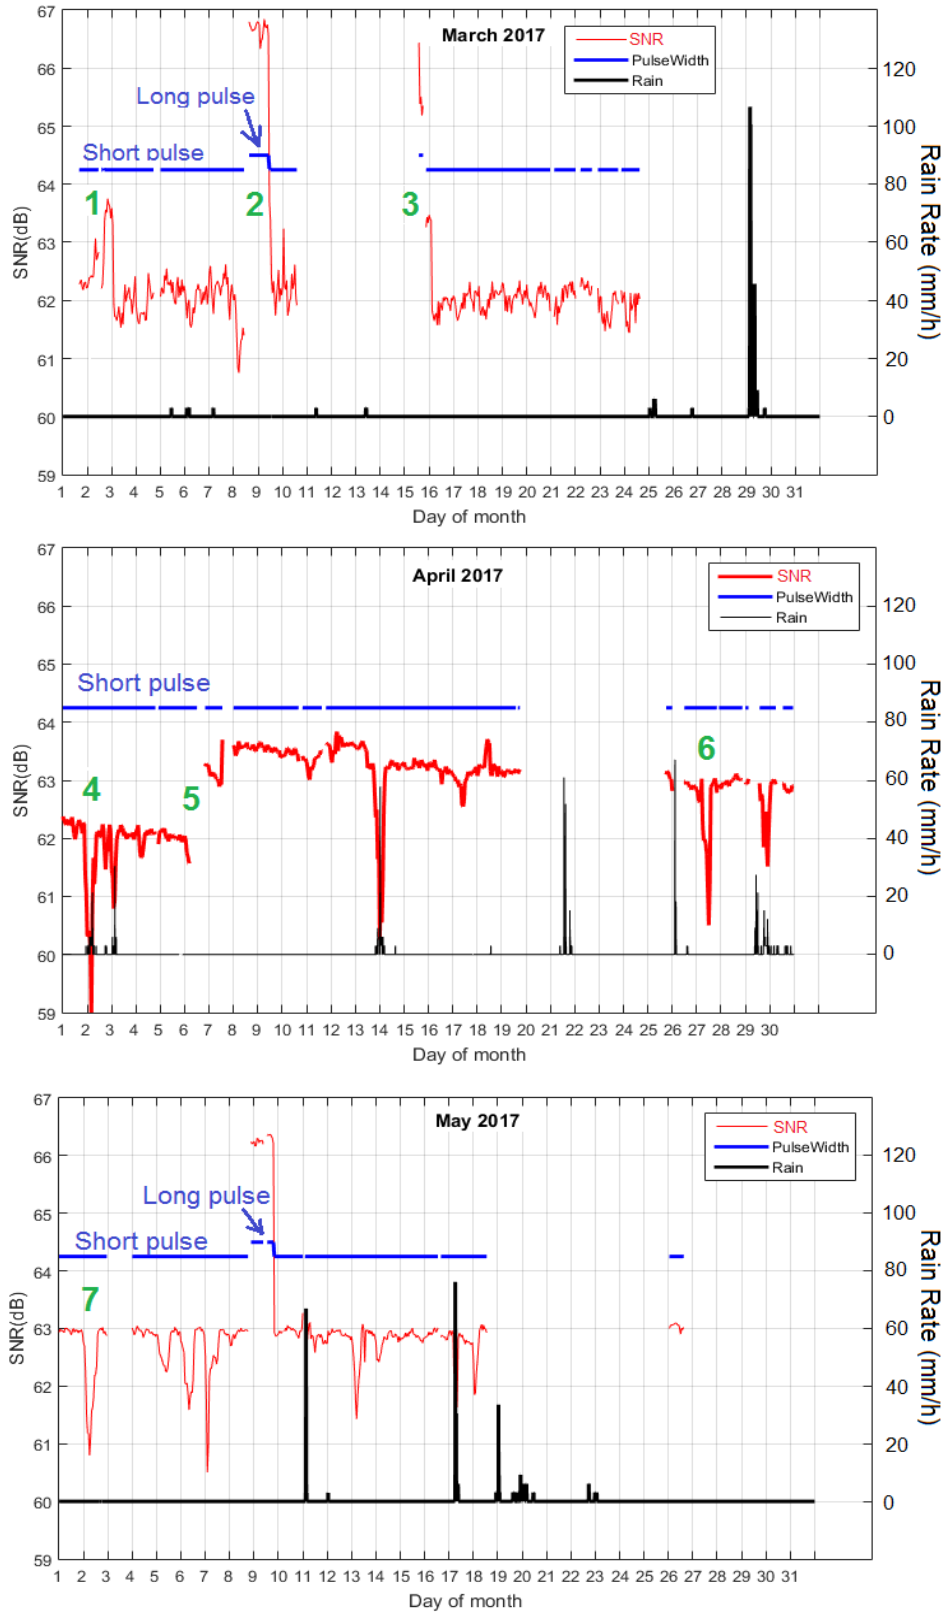 March 2017
SNR
PulseWidth
Rain
Long pulse
Short pulse
1
2
3
67
66
65
64
63
62
61
60
59
SNR(dB)
120
100
80
60
40
20
0
Rain Rate (mm/h)
1 2 3 4 5 6 7 8 9 10 11 12 13 14 15 16 17 18 19 20 21 22 23 24 25 26 27 28 29 30 31
Day of month
April 2017
SNR
PulseWidth
Rain
Short pulse
4
5
6
67
66
65
64
63
62
61
60
59
SNR(dB)
120
100
80
60
40
20
0
Rain Rate (mm/h)
1 2 3 4 5 6 7 8 9 10 11 12 13 14 15 16 17 18 19 20 21 22 23 24 25 26 27 28 29 30
Day of month
May 2017
SNR
PulseWidth
Rain
Long pulse
Short pulse
7
67
66
65
64
63
62
61
60
59
SNR(dB)
120
100
80
60
40
20
0
Rain Rate (mm/h)
1 2 3 4 5 6 7 8 9 10 11 12 13 14 15 16 17 18 19 20 21 22 23 24 25 26 27 28 29 30 31
Day of month